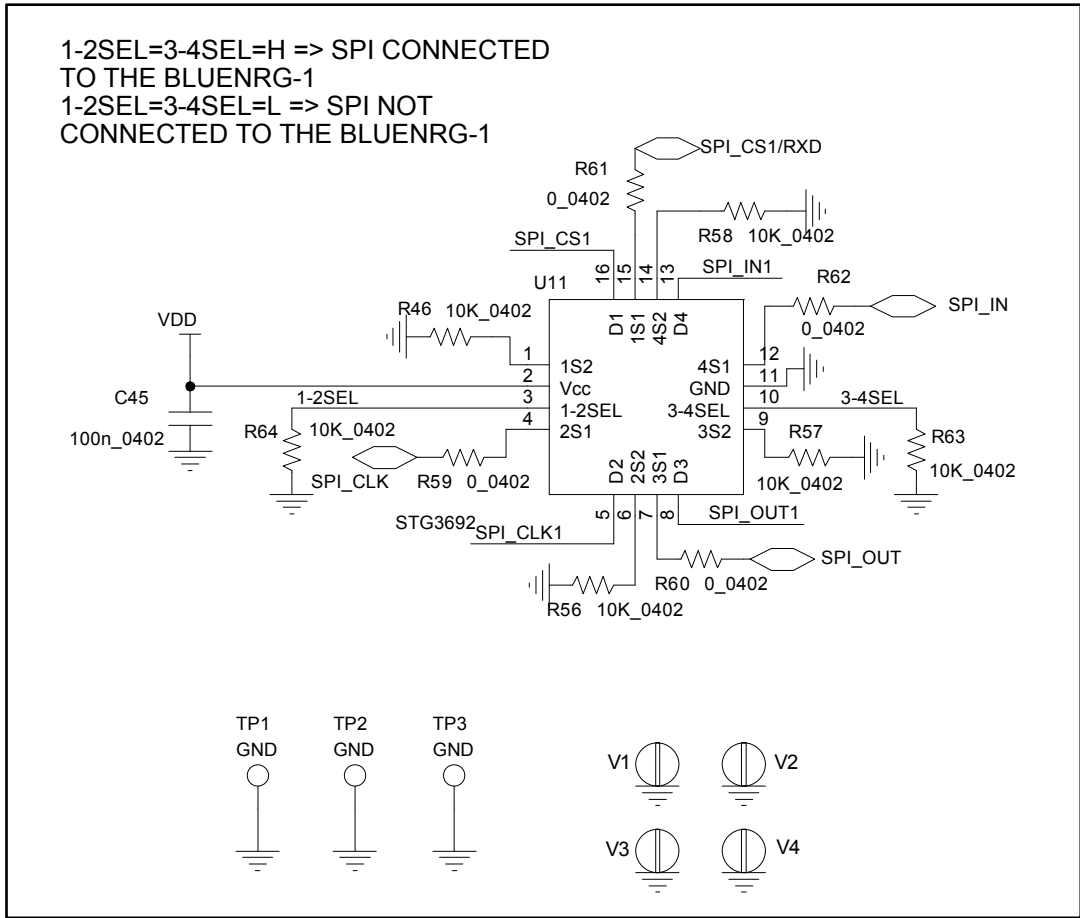 1-2SEL=3-4SEL=H => SPI CONNECTED
TO THE BLUENRG-1
1-2SEL=3-4SEL=L => SPI NOT
CONNECTED TO THE BLUENRG-1
SPI_CS1/RXD
R61
0_0402
R58 10K_0402
SPI_CS1
16 15 14 13
SPI_IN1
U11
R62
0_0402
SPI_IN
R46 10K_0402
D1 1S1 4S2 D4
VDD
1 1S2
2 Vcc
3 1-2SEL
4 2S1
4S1 12
GND 11
3-4SEL 10
3S2 9
C45
100n_0402
1-2SEL
R64 10K_0402
3-4SEL
R57
10K_0402
R63
10K_0402
SPI_CLK R59 0_0402
D2 2S2 3S1 D3
STG3692
5 6 7 8
SPI_CLK1
SPI_OUT1
SPI_OUT
R60 0_0402
R56 10K_0402
TP1 TP2 TP3
GND GND GND
V1 V2
V3 V4